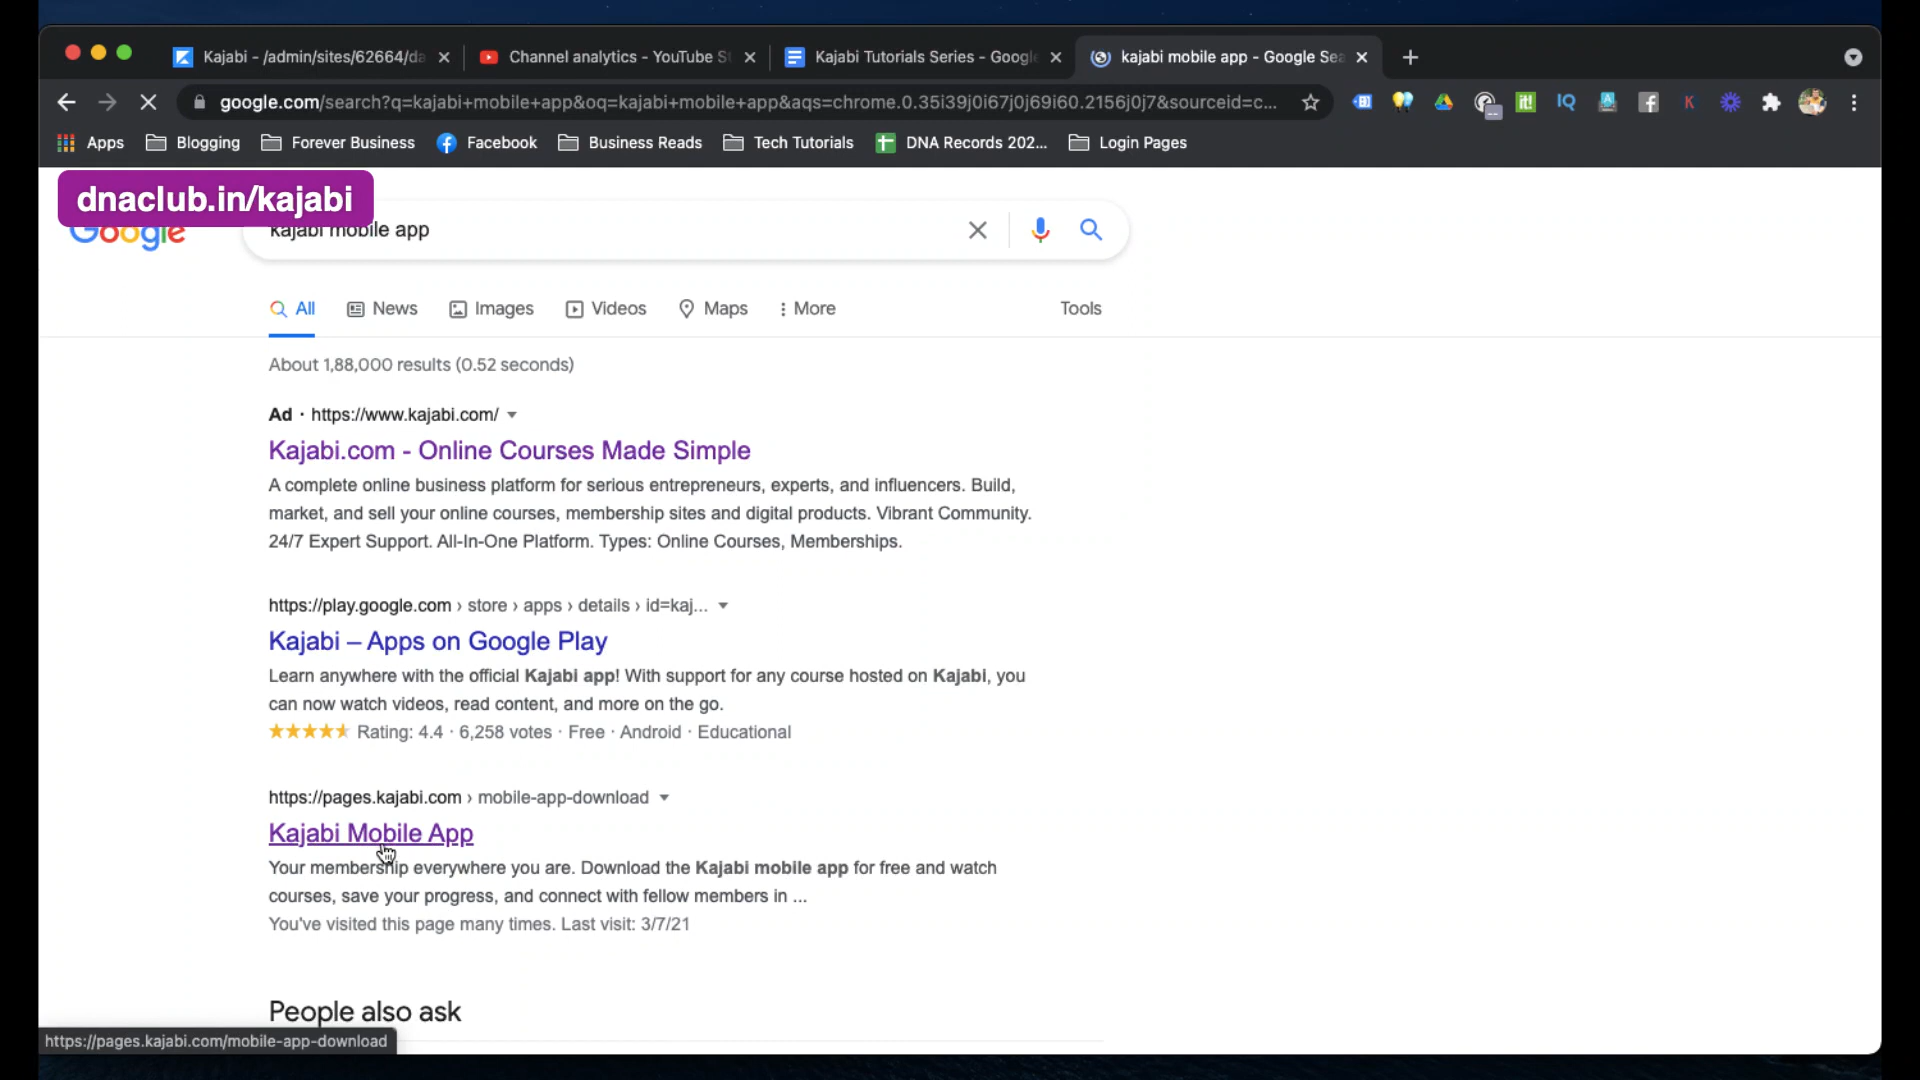 Kajabi - /admin/sites/62664/da
Channel analytics - YouTube S
Kajabi Tutorials Series - Google
kajabi mobile app - Google Sea
google.com/search?q=kajabi+mobile+app&oq=kajabi+mobile+app&aqs=chrome.0.35i39j0i67j0j69i60.2156j0j7&sourceid=c...
Apps
Blogging
Forever Business
Facebook
Business Reads
Tech Tutorials
DNA Records 202...
Login Pages
dnaclub.in/kajabi
Google
kajabi mobile app
All
News
Images
Videos
Maps
More
Tools
About 1,88,000 results (0.52 seconds)
Ad · https://www.kajabi.com/
Kajabi.com - Online Courses Made Simple
A complete online business platform for serious entrepreneurs, experts, and influencers. Build,
market, and sell your online courses, membership sites and digital products. Vibrant Community.
24/7 Expert Support. All-In-One Platform. Types: Online Courses, Memberships.
https://play.google.com › store › apps › details › id=kaj...
Kajabi – Apps on Google Play
Learn anywhere with the official Kajabi app! With support for any course hosted on Kajabi, you
can now watch videos, read content, and more on the go.
Rating: 4.4 · 6,258 votes · Free · Android · Educational
https://pages.kajabi.com › mobile-app-download
Kajabi Mobile App
Your membership everywhere you are. Download the Kajabi mobile app for free and watch
courses, save your progress, and connect with fellow members in ...
You've visited this page many times. Last visit: 3/7/21
People also ask
https://pages.kajabi.com/mobile-app-download